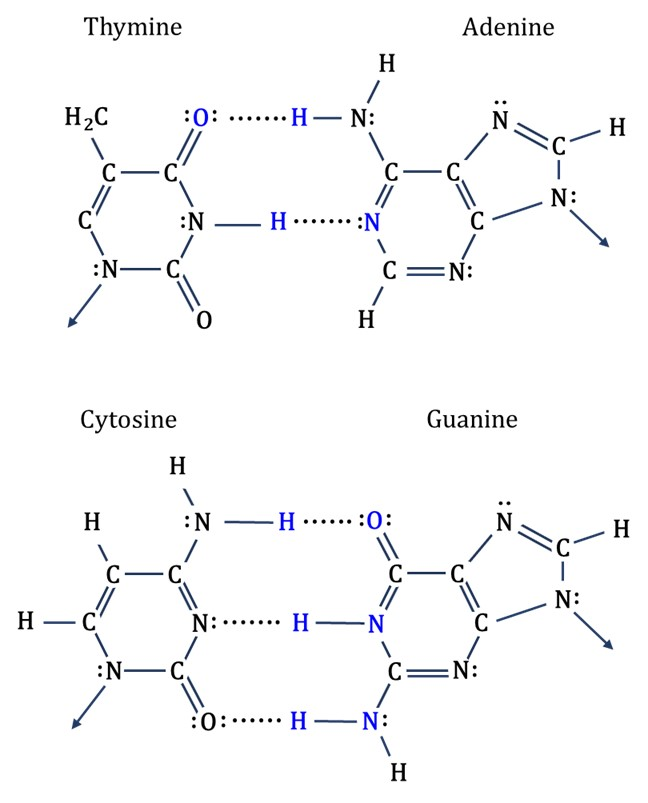 Thymine Adenine
H
H₂C :O: H N: N̈ H
C
C C C C
N:
C :N H :N C
:N C C N:
O H
Cytosine Guanine
H
H :N H :O: N̈ H
C
C C C C
N:
H C N: H N C
:N C C N:
:O: H N:
H